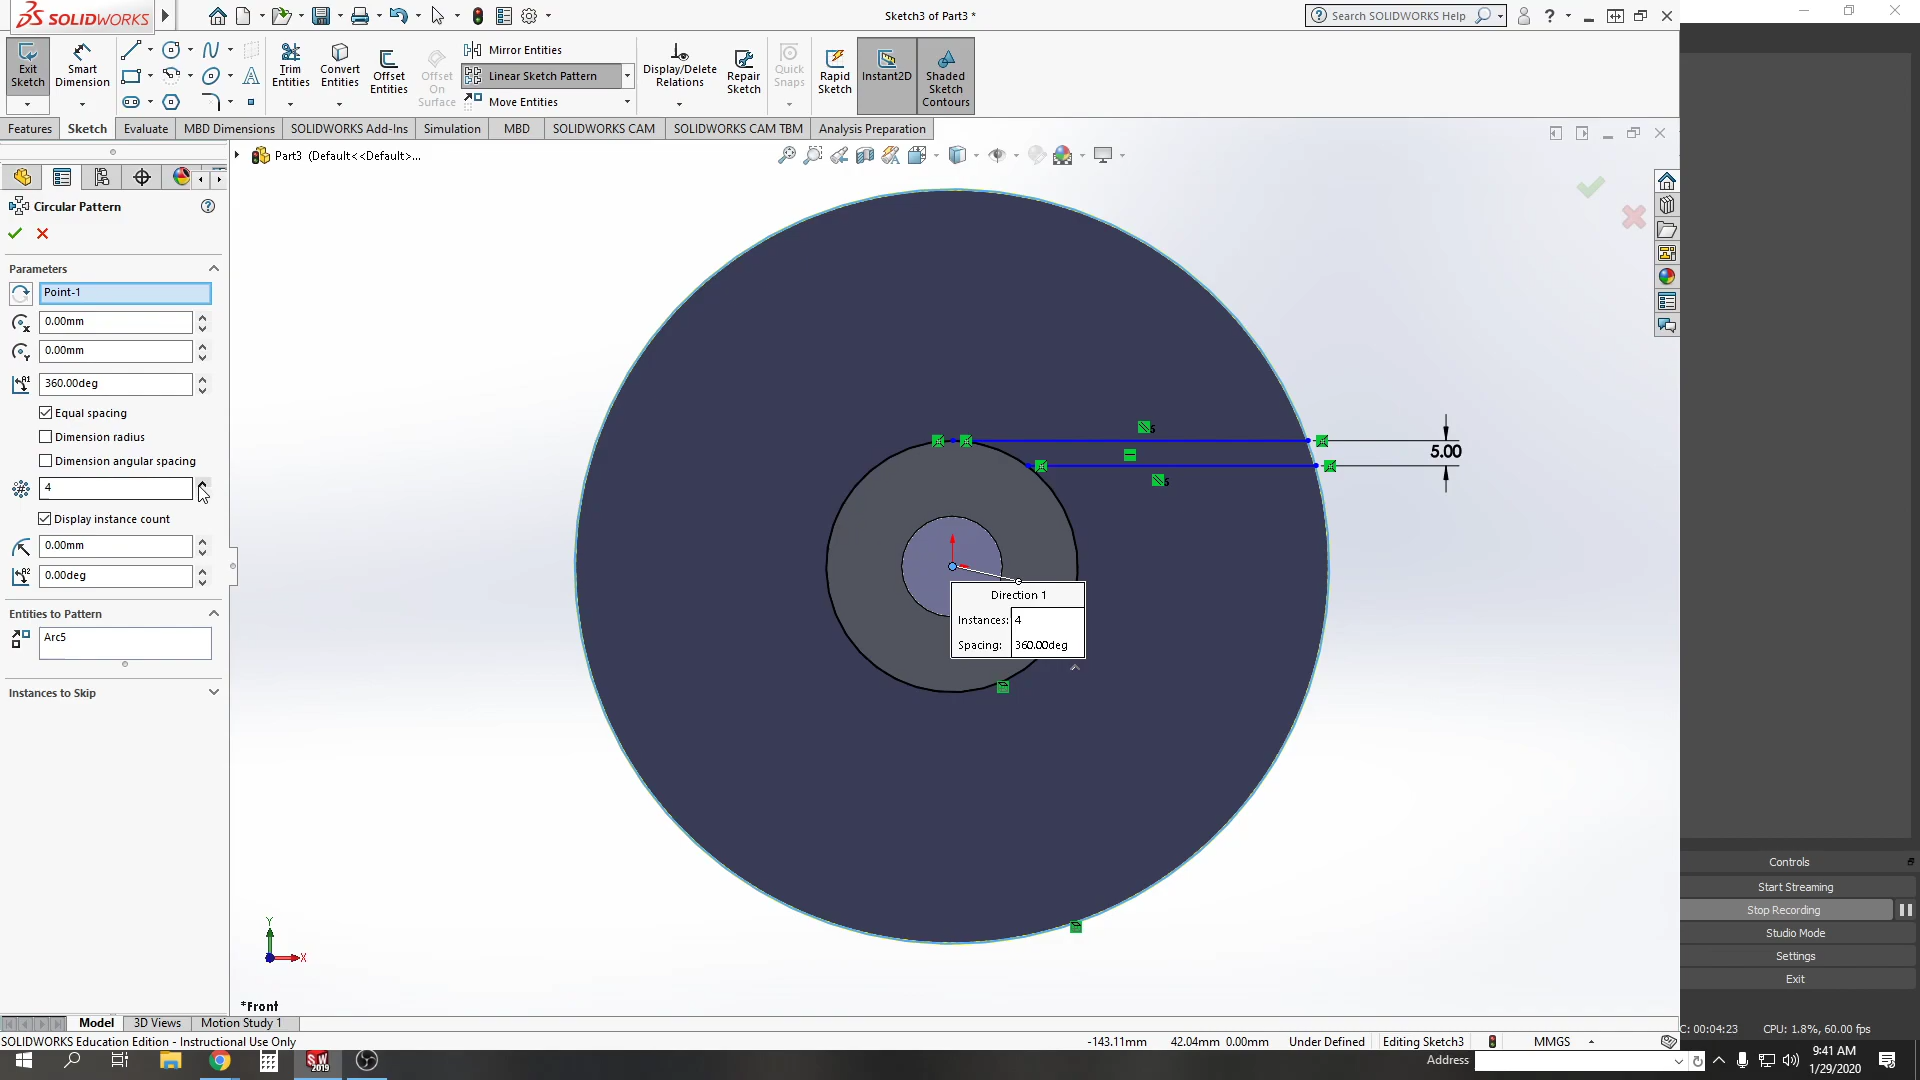 SOLIDWORKS
Sketch3 of Part3 *
Search SOLIDWORKS Help
Exit Sketch
Smart Dimension
Trim Entities
Convert Entities
Offset Entities
Offset On Surface
Mirror Entities
Linear Sketch Pattern
Move Entities
Display/Delete Relations
Repair Sketch
Quick Snaps
Rapid Sketch
Instant2D
Shaded Sketch Contours
Features
Sketch
Evaluate
MBD Dimensions
SOLIDWORKS Add-Ins
Simulation
MBD
SOLIDWORKS CAM
SOLIDWORKS CAM TBM
Analysis Preparation
Part3 (Default<<Default>...
Circular Pattern
Parameters
Point-1
0.00mm
0.00mm
360.00deg
Equal spacing
Dimension radius
Dimension angular spacing
4
Display instance count
0.00mm
0.00deg
Entities to Pattern
Arc5
Instances to Skip
5.00
Direction 1
Instances: 4
Spacing: 360.00deg
Y
X
*Front
Model
3D Views
Motion Study 1
SOLIDWORKS Education Edition - Instructional Use Only
-143.11mm
42.04mm 0.00mm
Under Defined
Editing Sketch3
MMGS
Controls
Start Streaming
Stop Recording
Studio Mode
Settings
Exit
C: 00:04:23
CPU: 1.8%, 60.00 fps
Address
9:41 AM
1/29/2020